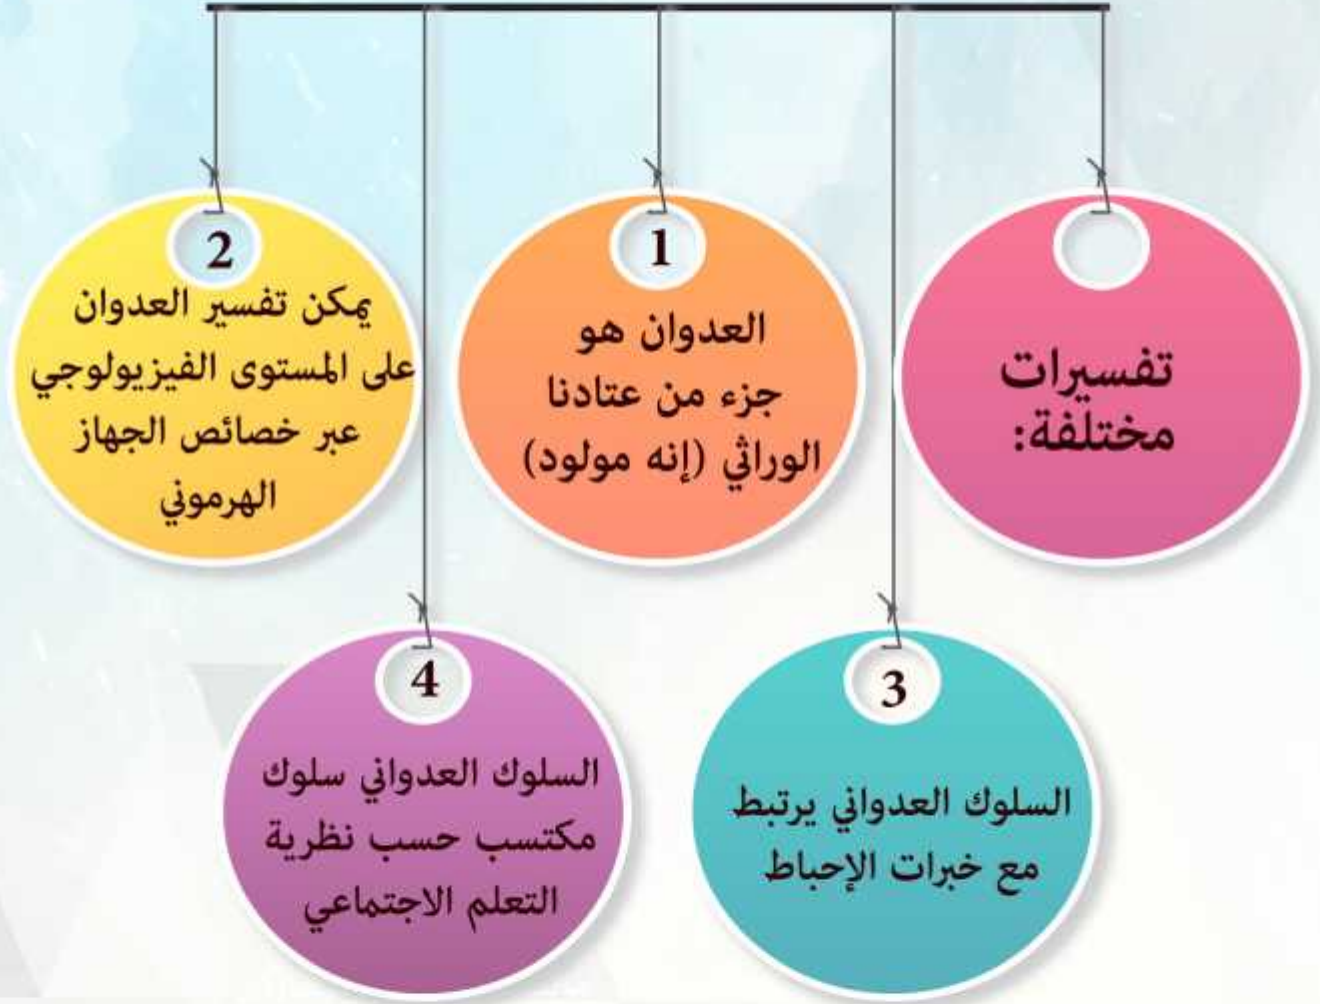 تفسيرات
مختلفة:
1
العدوان هو
جزء من عتادنا
الوراثي (إنه مولود)
2
يمكن تفسير العدوان
على المستوى الفيزيولوجي
عبر خصائص الجهاز
الهرموني
3
السلوك العدواني يرتبط
مع خبرات الإحباط
4
السلوك العدواني سلوك
مكتسب حسب نظرية
التعلم الاجتماعي